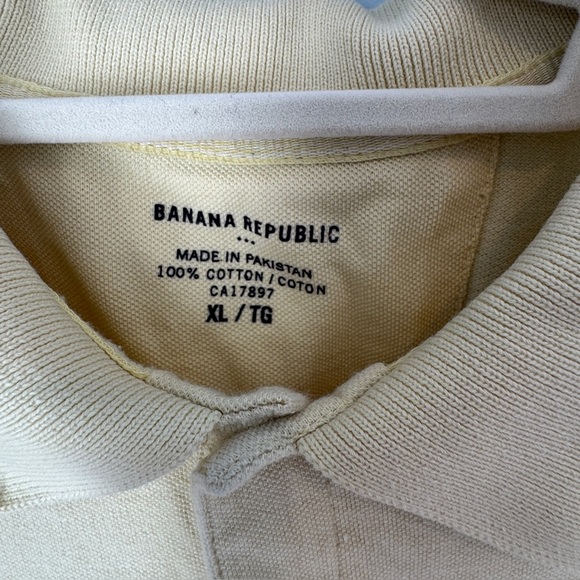 BANANA REPUBLIC
...
MADE IN PAKISTAN
100% COTTON / COTON
CA17897
XL / TG